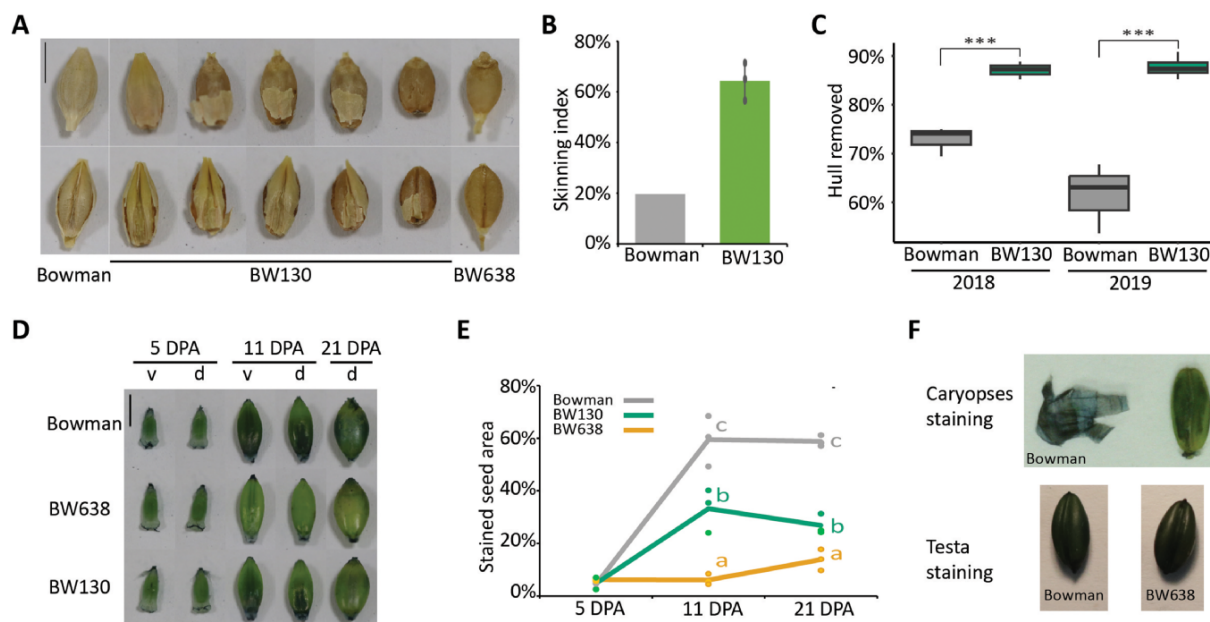 A
Bowman
BW130
BW638
B
Skinning index
80%
60%
40%
20%
0%
Bowman
BW130
C
Hull removed
90%
80%
70%
60%
***
***
Bowman
BW130
Bowman
BW130
2018
2019
D
5 DPA
11 DPA
21 DPA
v
d
v
d
d
Bowman
BW638
BW130
E
Stained seed area
80%
60%
40%
20%
0%
Bowman
BW130
BW638
c
c
b
b
a
a
5 DPA
11 DPA
21 DPA
F
Caryopses
staining
Bowman
Testa
staining
Bowman
BW638